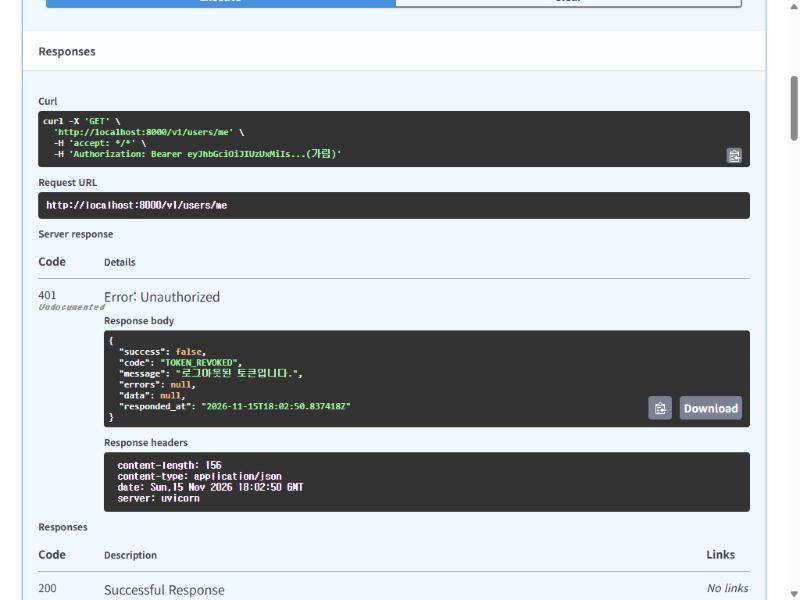 Responses
Curl
curl -X 'GET' \
'http://localhost:8000/v1/users/me' \
-H 'accept: */*' \
-H 'Authorization: Bearer eyJhbGciOiJIUzUxMiIs...(가림)'
Request URL
http://localhost:8000/v1/users/me
Server response
Code Details
401 Error: Unauthorized
Undocumented
Response body
{
"success": false,
"code": "TOKEN_REVOKED",
"message": "로그아웃된 토큰입니다.",
"errors": null,
"data": null,
"responded_at": "2026-11-15T18:02:50.837418Z"
}
Download
Response headers
content-length: 156
content-type: application/json
date: Sun,15 Nov 2026 18:02:50 GMT
server: uvicorn
Responses
Code Description Links
200 Successful Response No links